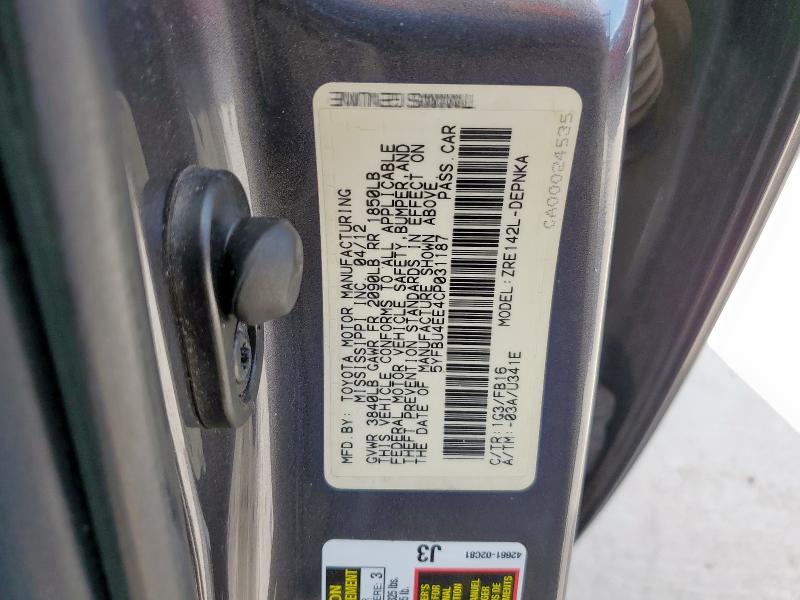 MFD.BY: TOYOTA MOTOR MANUFACTURING
MISSISSIPPI INC. 04/12
GVWR 3840LB GAWR FR 2090LB RR 1850LB
THIS VEHICLE CONFORMS TO ALL APPLICABLE
FEDERAL MOTOR VEHICLE SAFETY, BUMPER, AND
THEFT PREVENTION STANDARDS IN EFFECT ON
THE DATE OF MANUFACTURE SHOWN ABOVE
5YFBU4EE4CP031187 PASS.CAR
C/TR:1G3/FB16 MODEL:ZRE142L-DEPNKA
A/TM:-03A/U341E
CA00024535
42661-02C81
J3